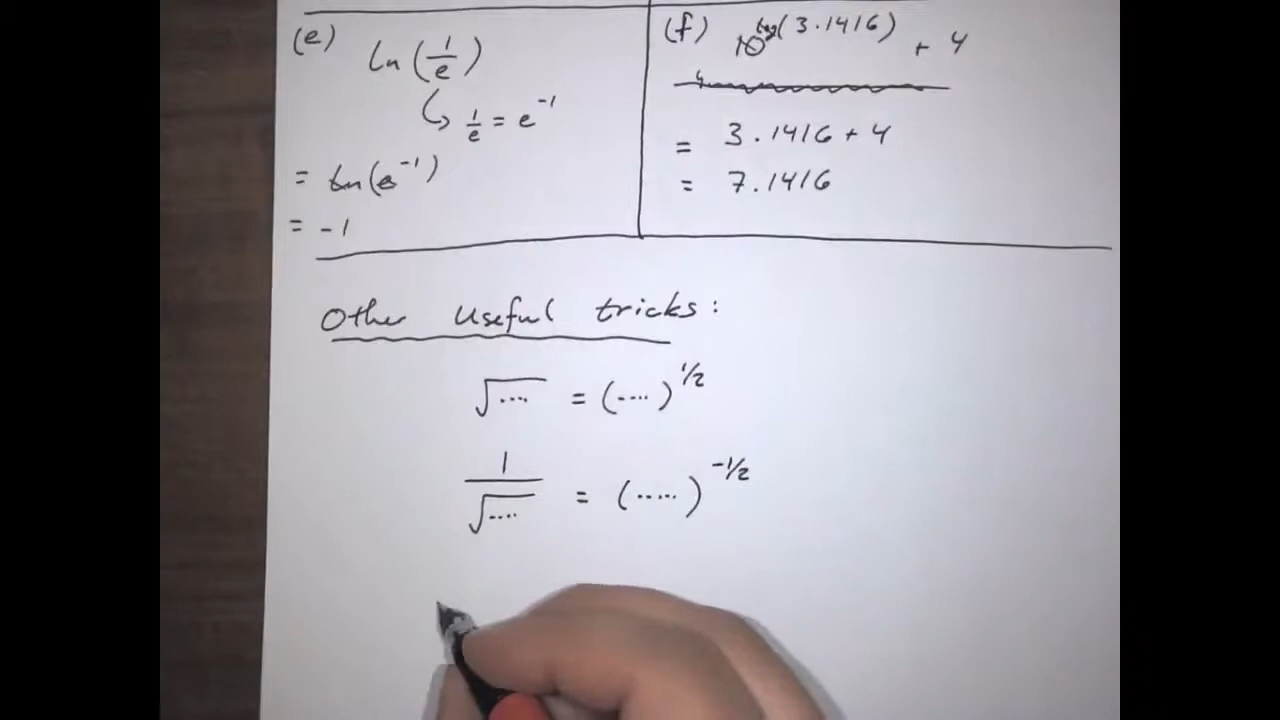 (e) ln(1/e)
↳ 1/e = e⁻¹
= ln(e⁻¹)
= -1
(f) 10^log(3.1416) + 4
= 3.1416 + 4
= 7.1416
Other useful tricks:
√.... = (....)^1/2
1/√.... = (.....)^-1/2